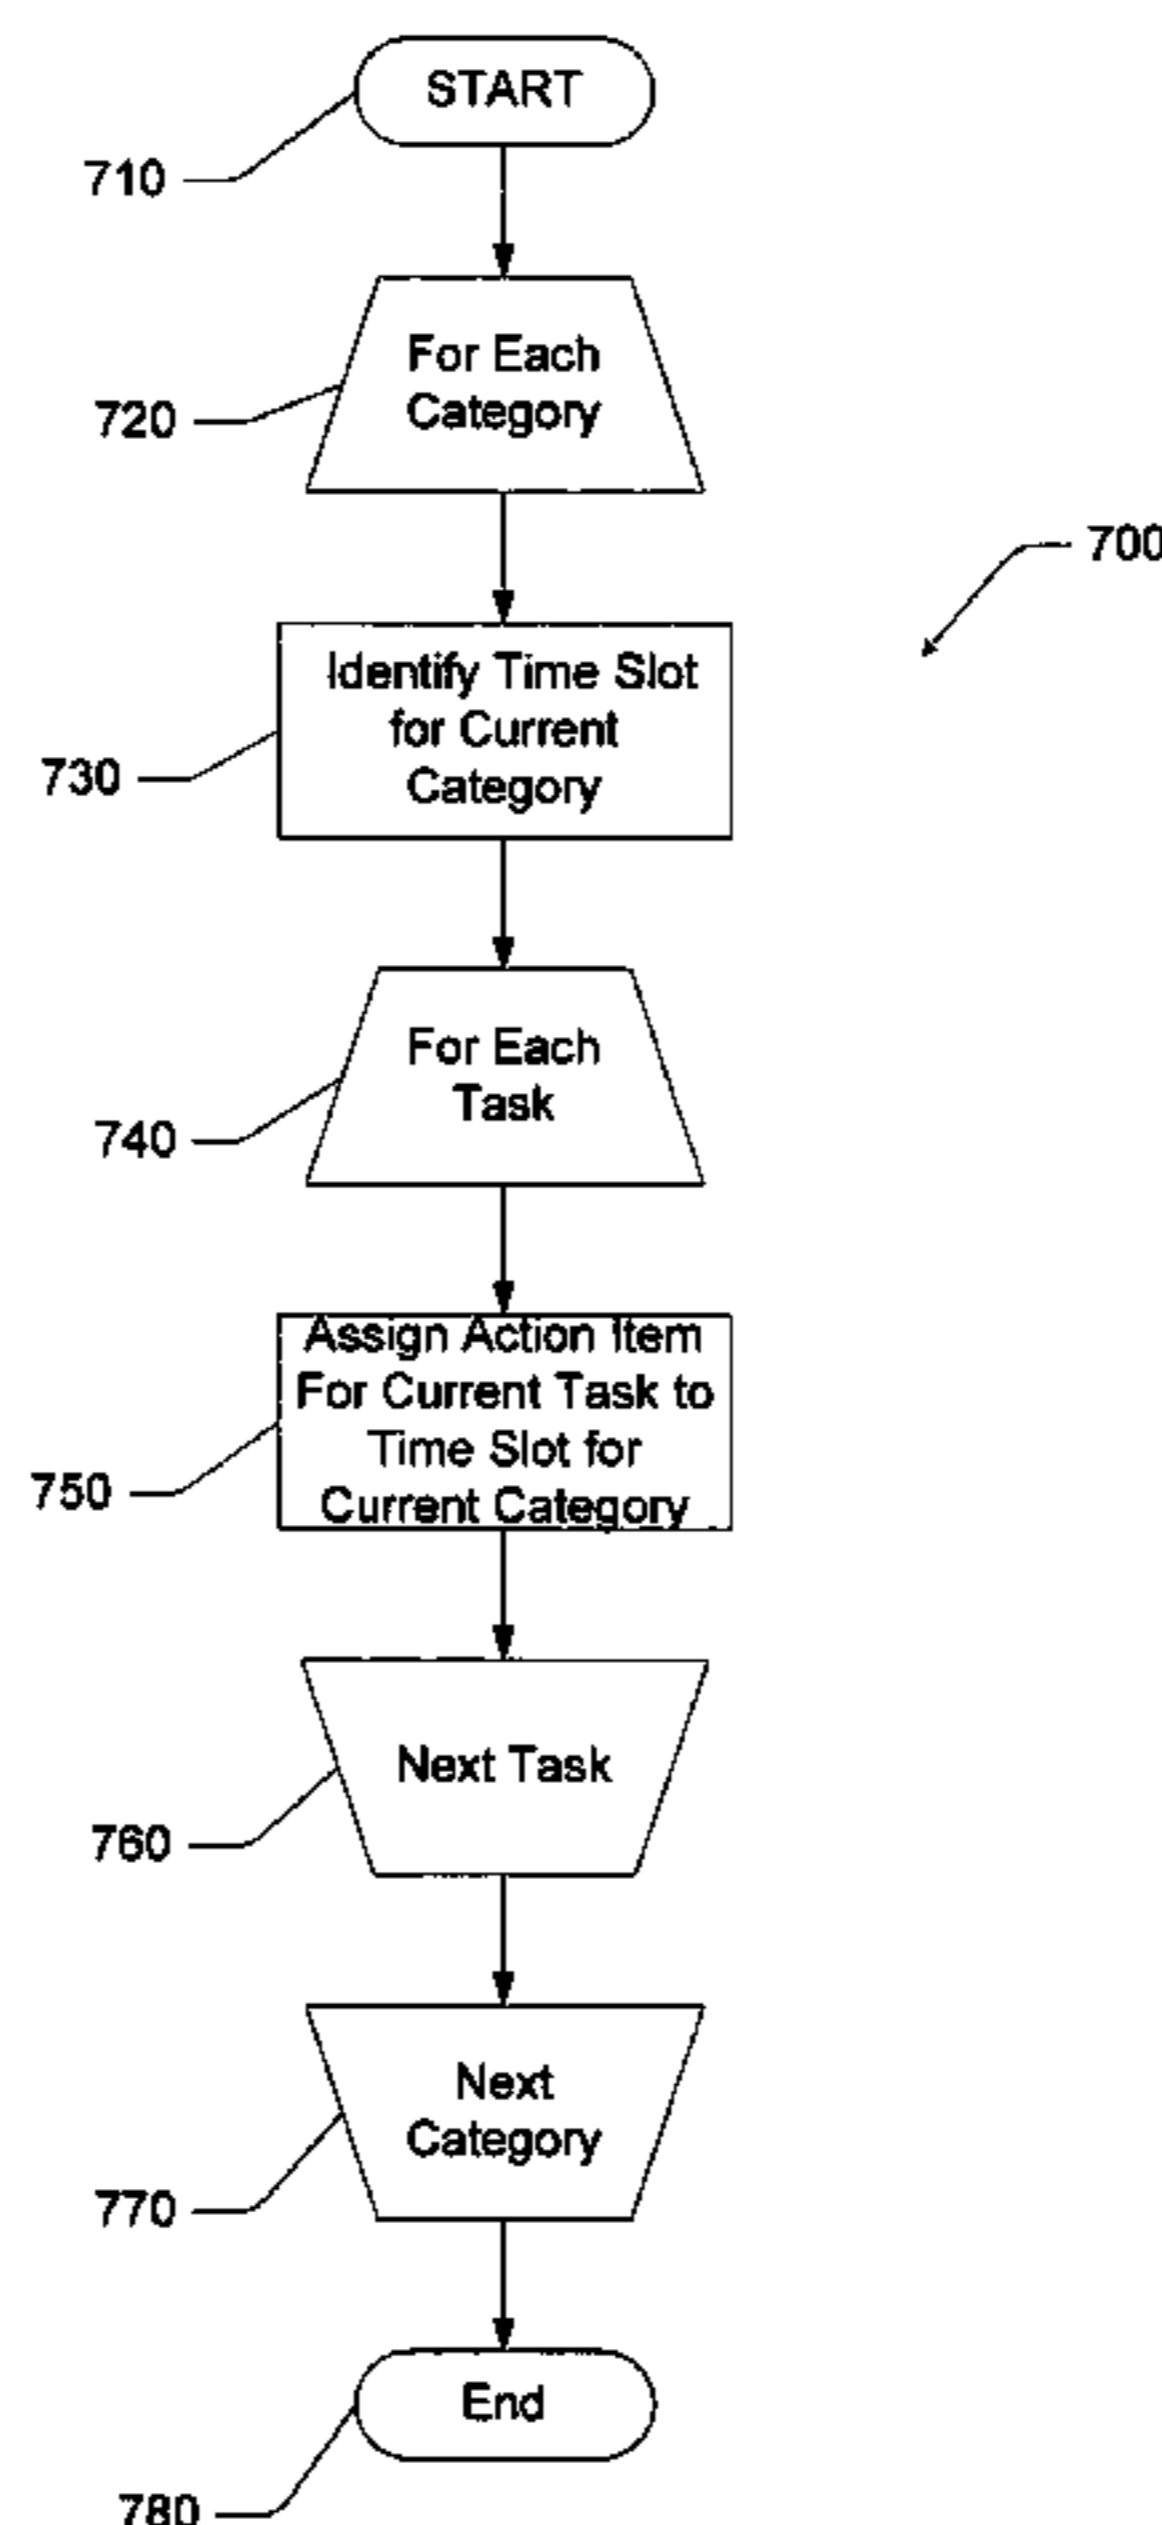 START
710
For Each
Category
720
700
Identify Time Slot
for Current
Category
730
For Each
Task
740
Assign Action Item
For Current Task to
Time Slot for
Current Category
750
Next Task
760
Next
Category
770
End
780